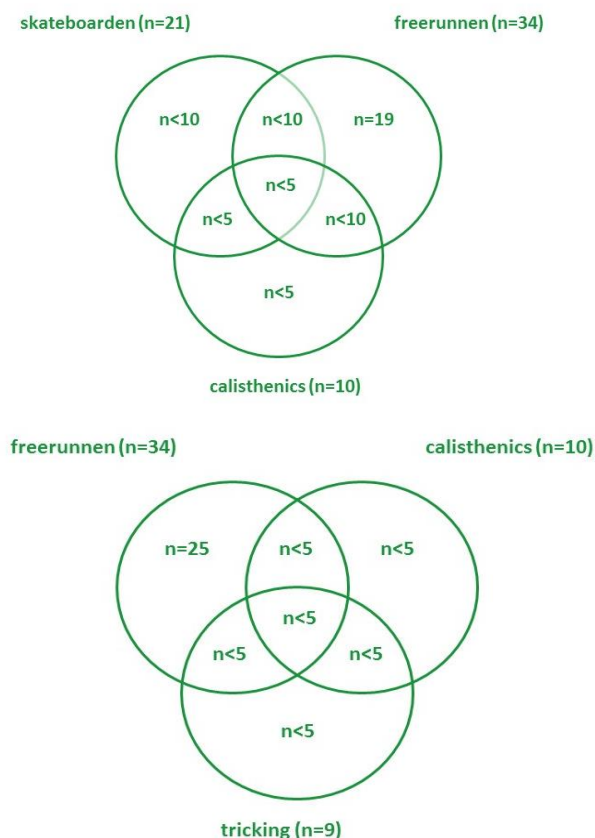 skateboarden (n=21)
freerunnen (n=34)
n<10
n<10
n=19
n<5
n<5
n<10
n<5
calisthenics (n=10)
freerunnen (n=34)
calisthenics (n=10)
n=25
n<5
n<5
n<5
n<5
n<5
n<5
tricking (n=9)